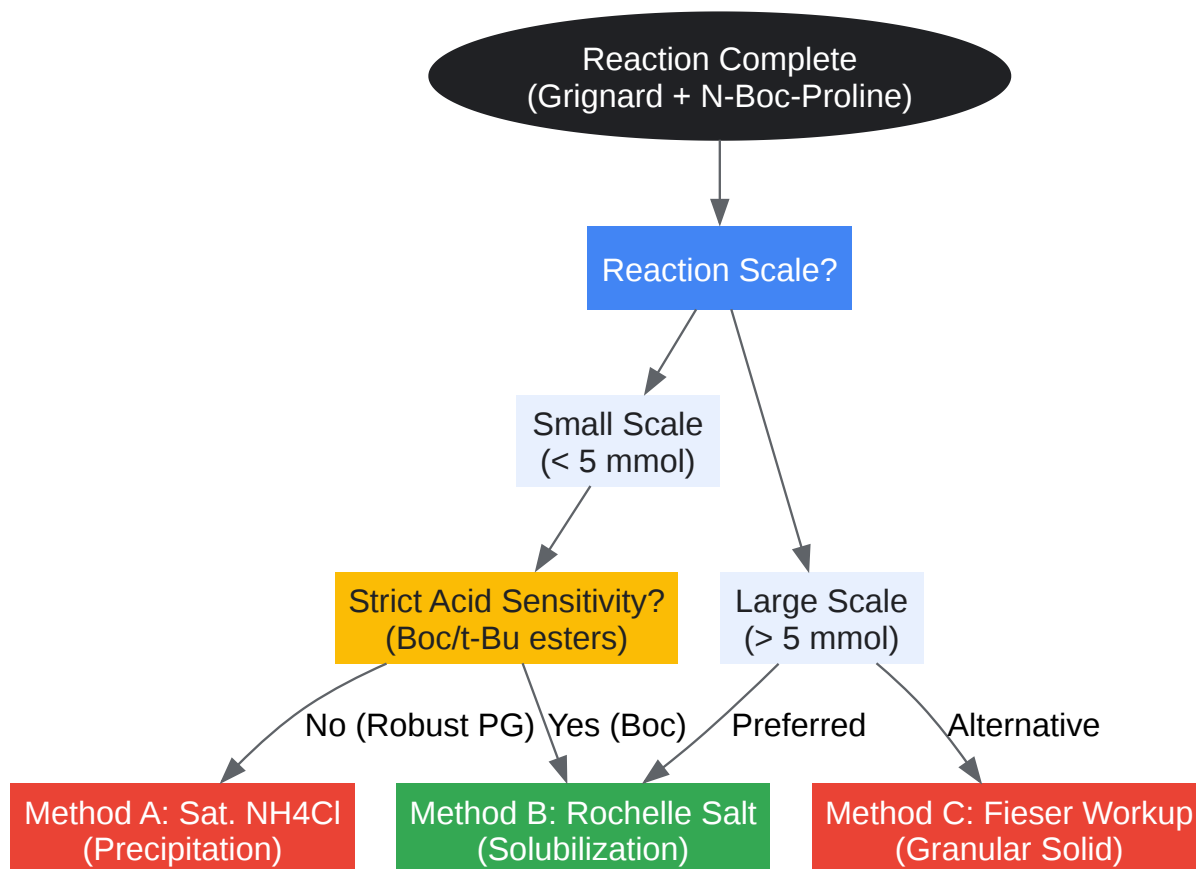 Reaction Complete
(Grignard + N-Boc-Proline)
Reaction Scale?
Small Scale
(< 5 mmol)
Strict Acid Sensitivity?
(Boc/t-Bu esters)
Large Scale
(> 5 mmol)
No (Robust PG)
Yes (Boc)
Preferred
Alternative
Method A: Sat. NH4Cl
(Precipitation)
Method B: Rochelle Salt
(Solubilization)
Method C: Fieser Workup
(Granular Solid)